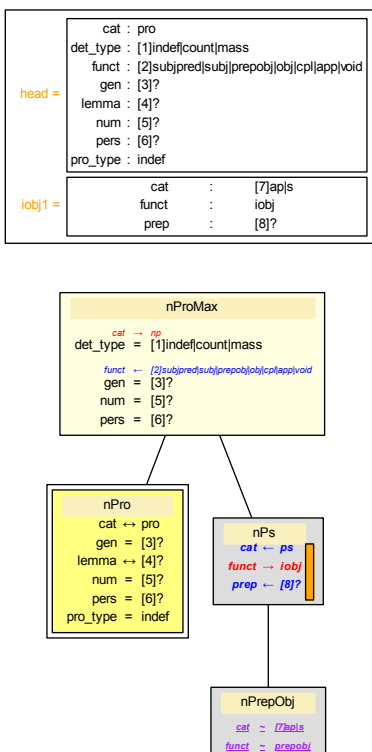 head =
cat : pro
det_type : [1]indef|count|mass
funct : [2]subjpred|subj|prepobj|obj|cpl|app|void
gen : [3]?
lemma : [4]?
num : [5]?
pers : [6]?
pro_type : indef
iobj1 =
cat : [7]ap|s
funct : iobj
prep : [8]?
nProMax
cat → np
det_type = [1]indef|count|mass
funct ← [2]subjpred|subj|prepobj|obj|cpl|app|void
gen = [3]?
num = [5]?
pers = [6]?
nPro
cat ↔ pro
gen = [3]?
lemma ↔ [4]?
num = [5]?
pers = [6]?
pro_type = indef
nPs
cat ← ps
funct → iobj
prep ← [8]?
nPrepObj
cat ~ [7]ap|s
funct ~ prepobj